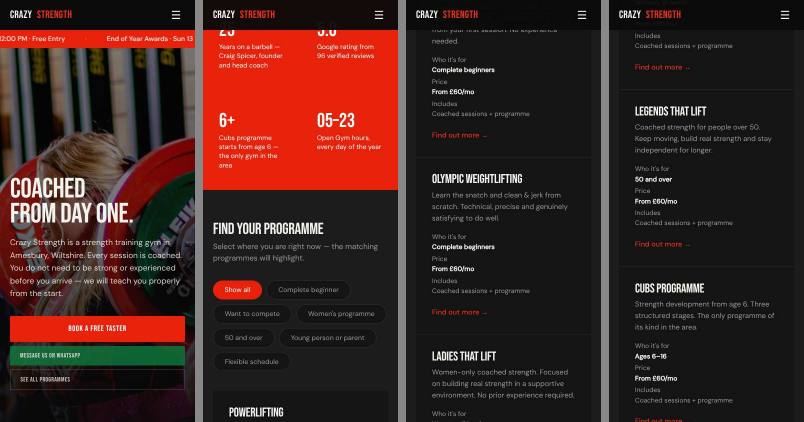 CRAZY STRENGTH
12:00 PM · Free Entry · End of Year Awards · Sun 13
COACHED
FROM DAY ONE.
Crazy Strength is a strength training gym in
Amesbury, Wiltshire. Every session is coached.
You do not need to be strong or experienced
before you arrive — we will teach you properly
from the start.
BOOK A FREE TASTER
MESSAGE US ON WHATSAPP
SEE ALL PROGRAMMES
CRAZY STRENGTH
Years on a barbell —
Craig Spicer, founder
and head coach
5.0
Google rating from
96 verified reviews
6+
Cubs programme
starts from age 6 —
the only gym in the
area
05–23
Open Gym hours,
every day of the year
FIND YOUR PROGRAMME
Select where you are right now — the matching
programmes will highlight.
Show all
Complete beginner
Want to compete
Women's programme
50 and over
Young person or parent
Flexible schedule
POWERLIFTING
CRAZY STRENGTH
from your first session. No experience
needed.
Who it's for
Complete beginners
Price
From £60/mo
Includes
Coached sessions + programme
Find out more →
OLYMPIC WEIGHTLIFTING
Learn the snatch and clean & jerk from
scratch. Technical, precise and genuinely
satisfying to do well.
Who it's for
Complete beginners
Price
From £60/mo
Includes
Coached sessions + programme
Find out more →
LADIES THAT LIFT
Women-only coached strength. Focused
on building real strength in a supportive
environment. No prior experience required.
Who it's for
CRAZY STRENGTH
Includes
Coached sessions + programme
Find out more →
LEGENDS THAT LIFT
Coached strength for people over 50.
Keep moving, build real strength and stay
independent for longer.
Who it's for
50 and over
Price
From £60/mo
Includes
Coached sessions + programme
Find out more →
CUBS PROGRAMME
Strength development from age 6. Three
structured stages. The only programme of
its kind in the area.
Who it's for
Ages 6–16
Price
From £60/mo
Includes
Coached sessions + programme
Find out more →